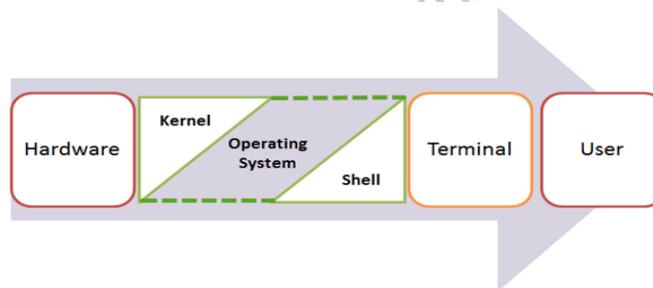 Hardware
Kernel
Operating
System
Shell
Terminal
User